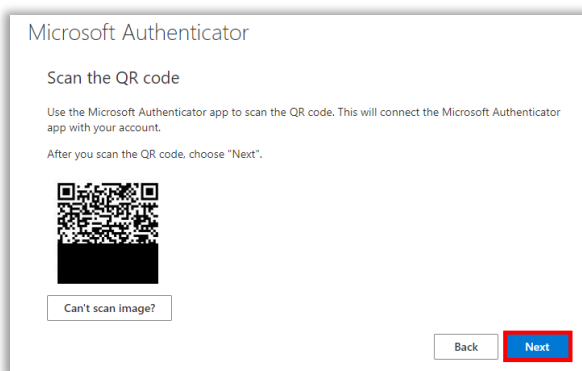 Microsoft Authenticator
Scan the QR code
Use the Microsoft Authenticator app to scan the QR code. This will connect the Microsoft Authenticator
app with your account.
After you scan the QR code, choose "Next".
Can't scan image?
Back Next